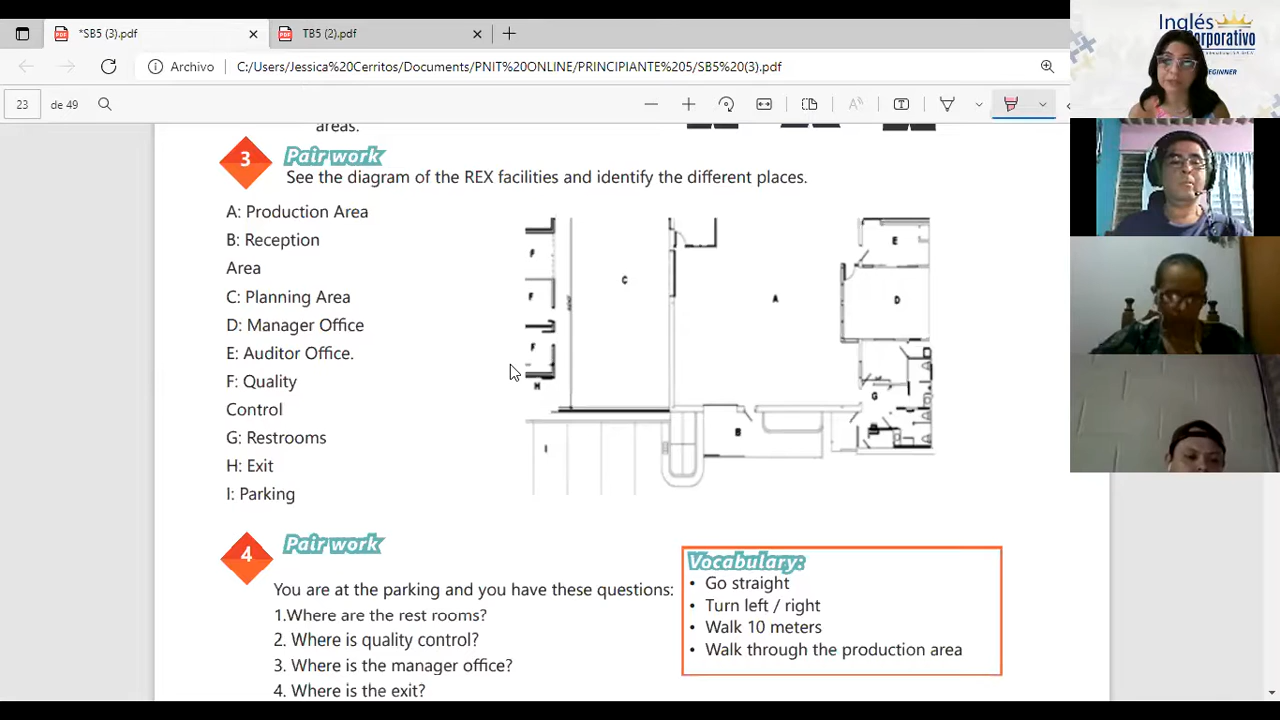 *SB5 (3).pdf
TB5 (2).pdf
Archivo
C:/Users/Jessica%20Cerritos/Documents/PNIT%20ONLINE/PRINCIPIANTE%205/SB5%20(3).pdf
23 de 49
Inglés
Corporativo
BEGINNER
areas.
3 Pair work
See the diagram of the REX facilities and identify the different places.
A: Production Area
B: Reception
Area
C: Planning Area
D: Manager Office
E: Auditor Office.
F: Quality
Control
G: Restrooms
H: Exit
I: Parking
F
F
F
H
I
C
A
B
E
D
G
4 Pair work
You are at the parking and you have these questions:
1.Where are the rest rooms?
2. Where is quality control?
3. Where is the manager office?
4. Where is the exit?
Vocabulary:
• Go straight
• Turn left / right
• Walk 10 meters
• Walk through the production area